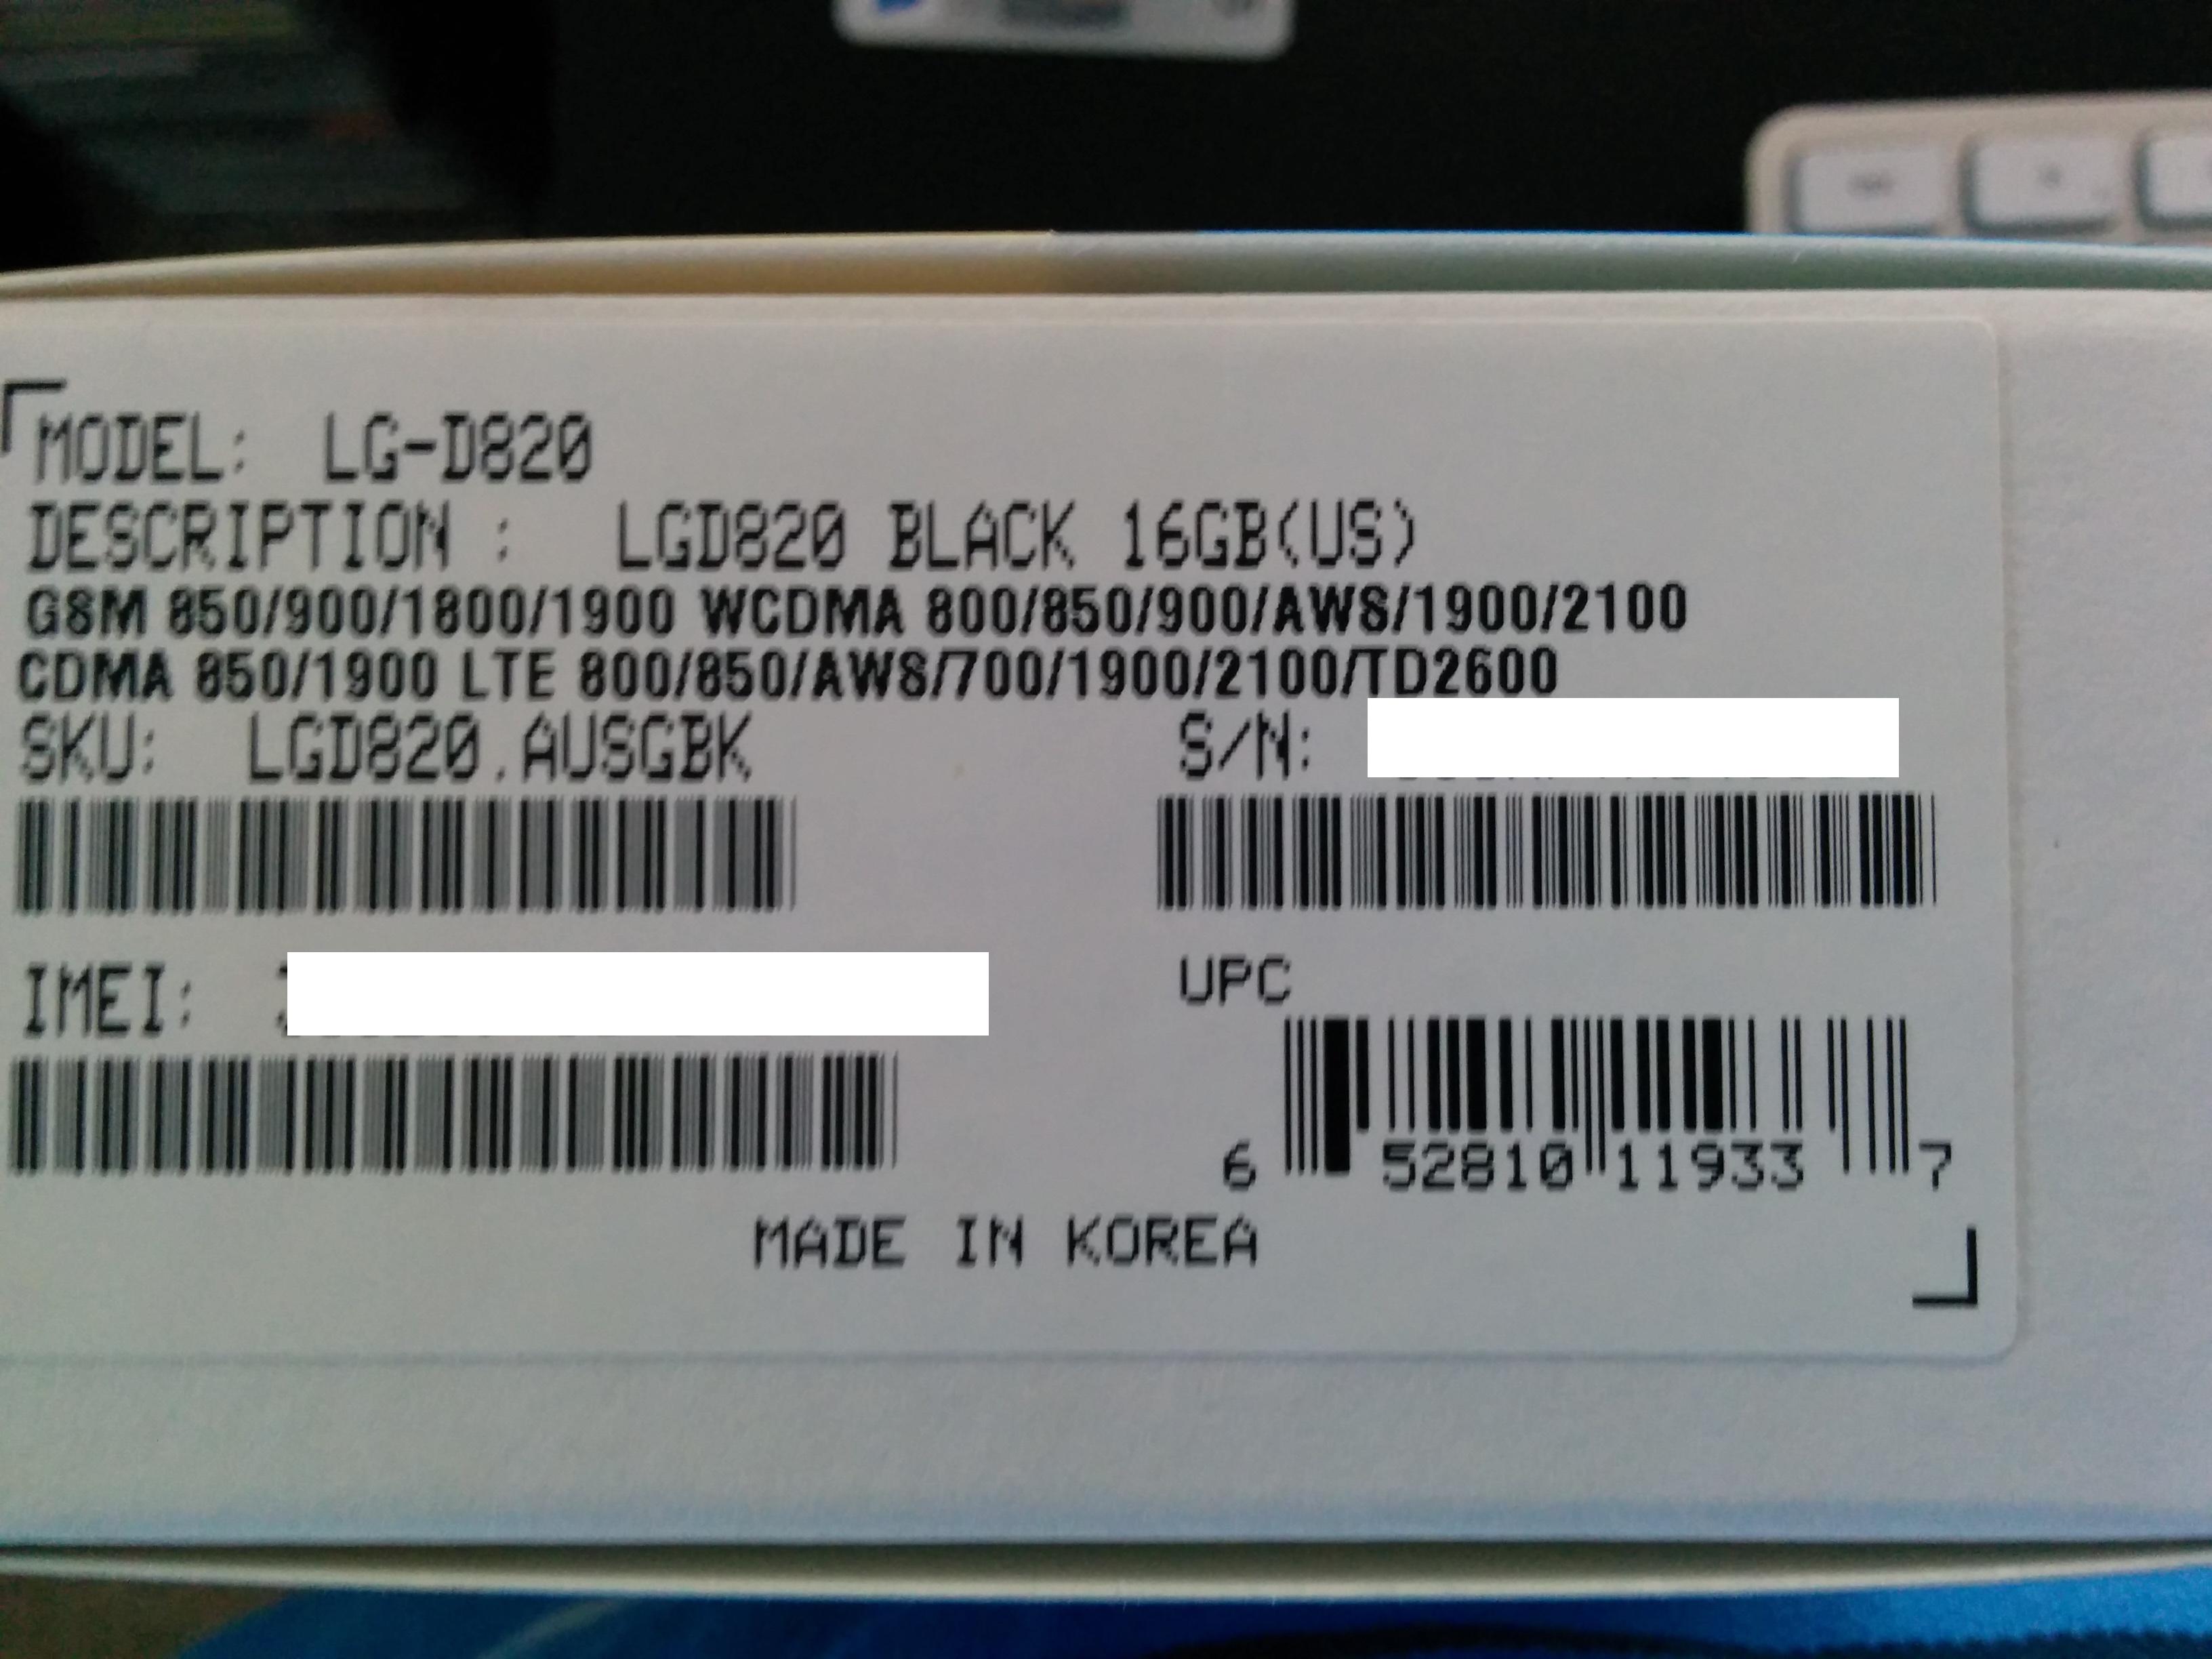 MODEL: LG-D820
DESCRIPTION : LGD820 BLACK 16GB(US)
GSM 850/900/1800/1900 WCDMA 800/850/900/AWS/1900/2100
CDMA 850/1900 LTE 800/850/AWS/700/1900/2100/TD2600
SKU: LGD820.AUSGBK
S/N:
IMEI:
UPC
6 52810 11933 7
MADE IN KOREA